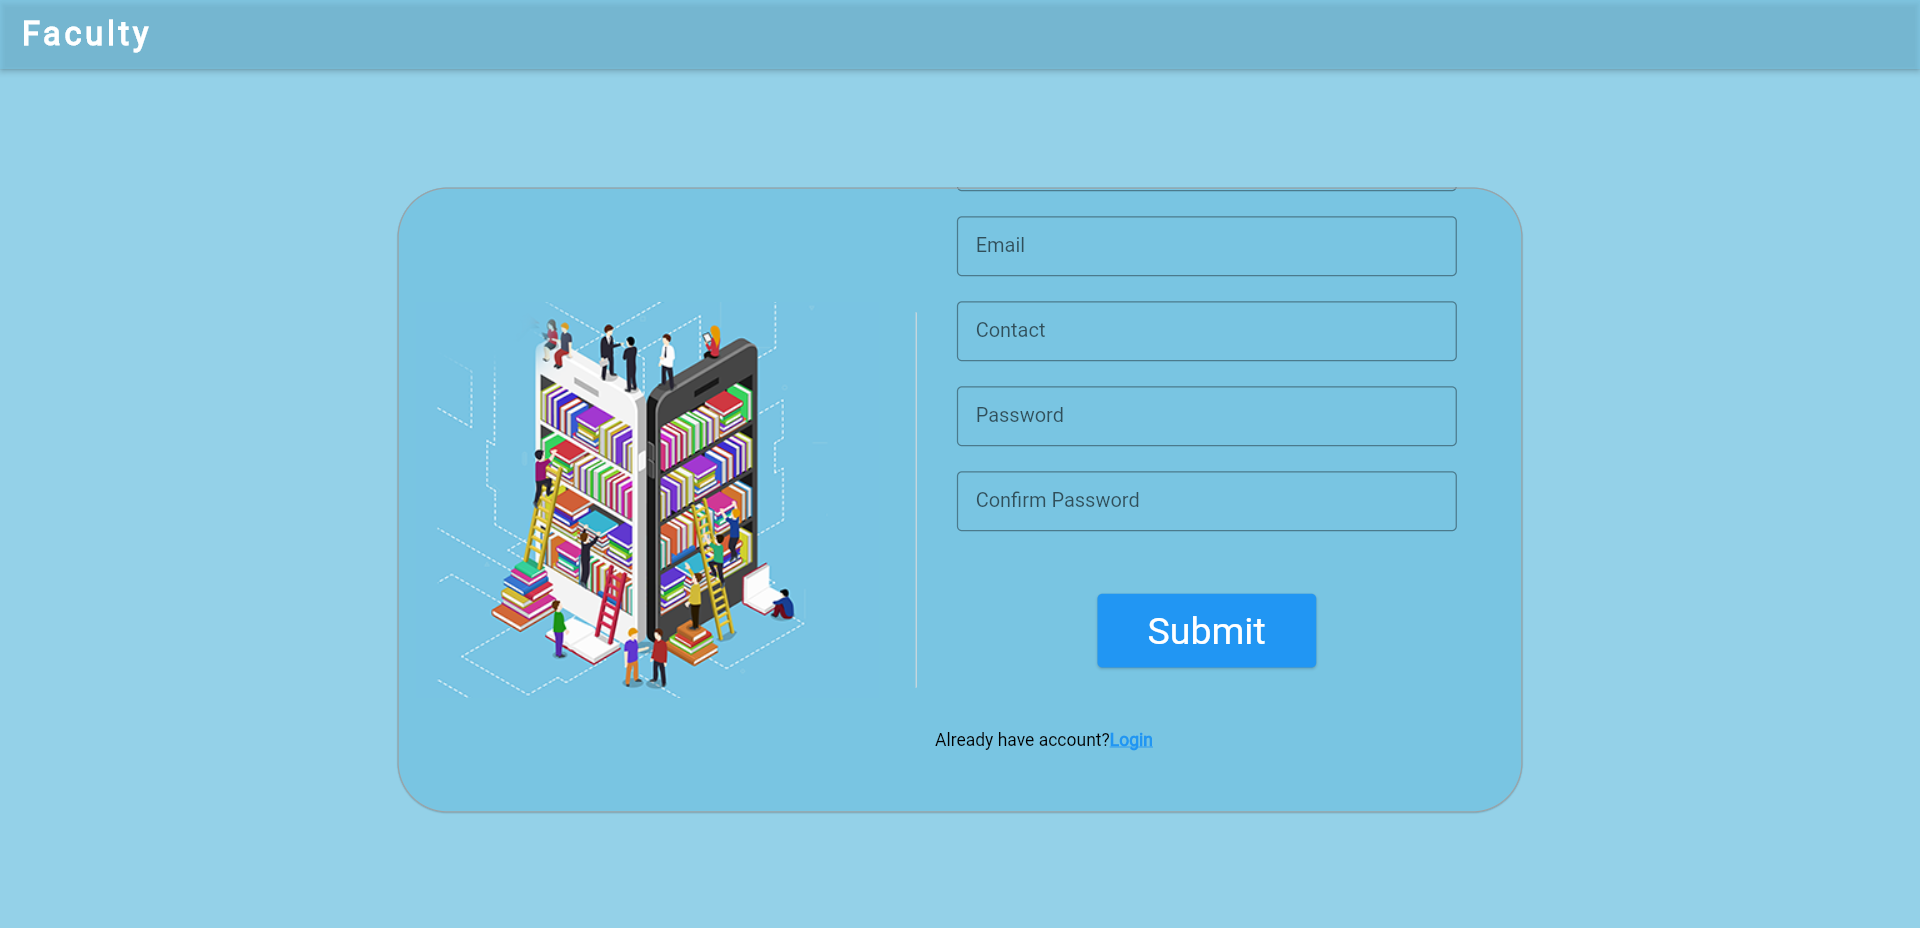 Faculty
Email
Contact
Password
Confirm Password
Submit
Already have account?Login